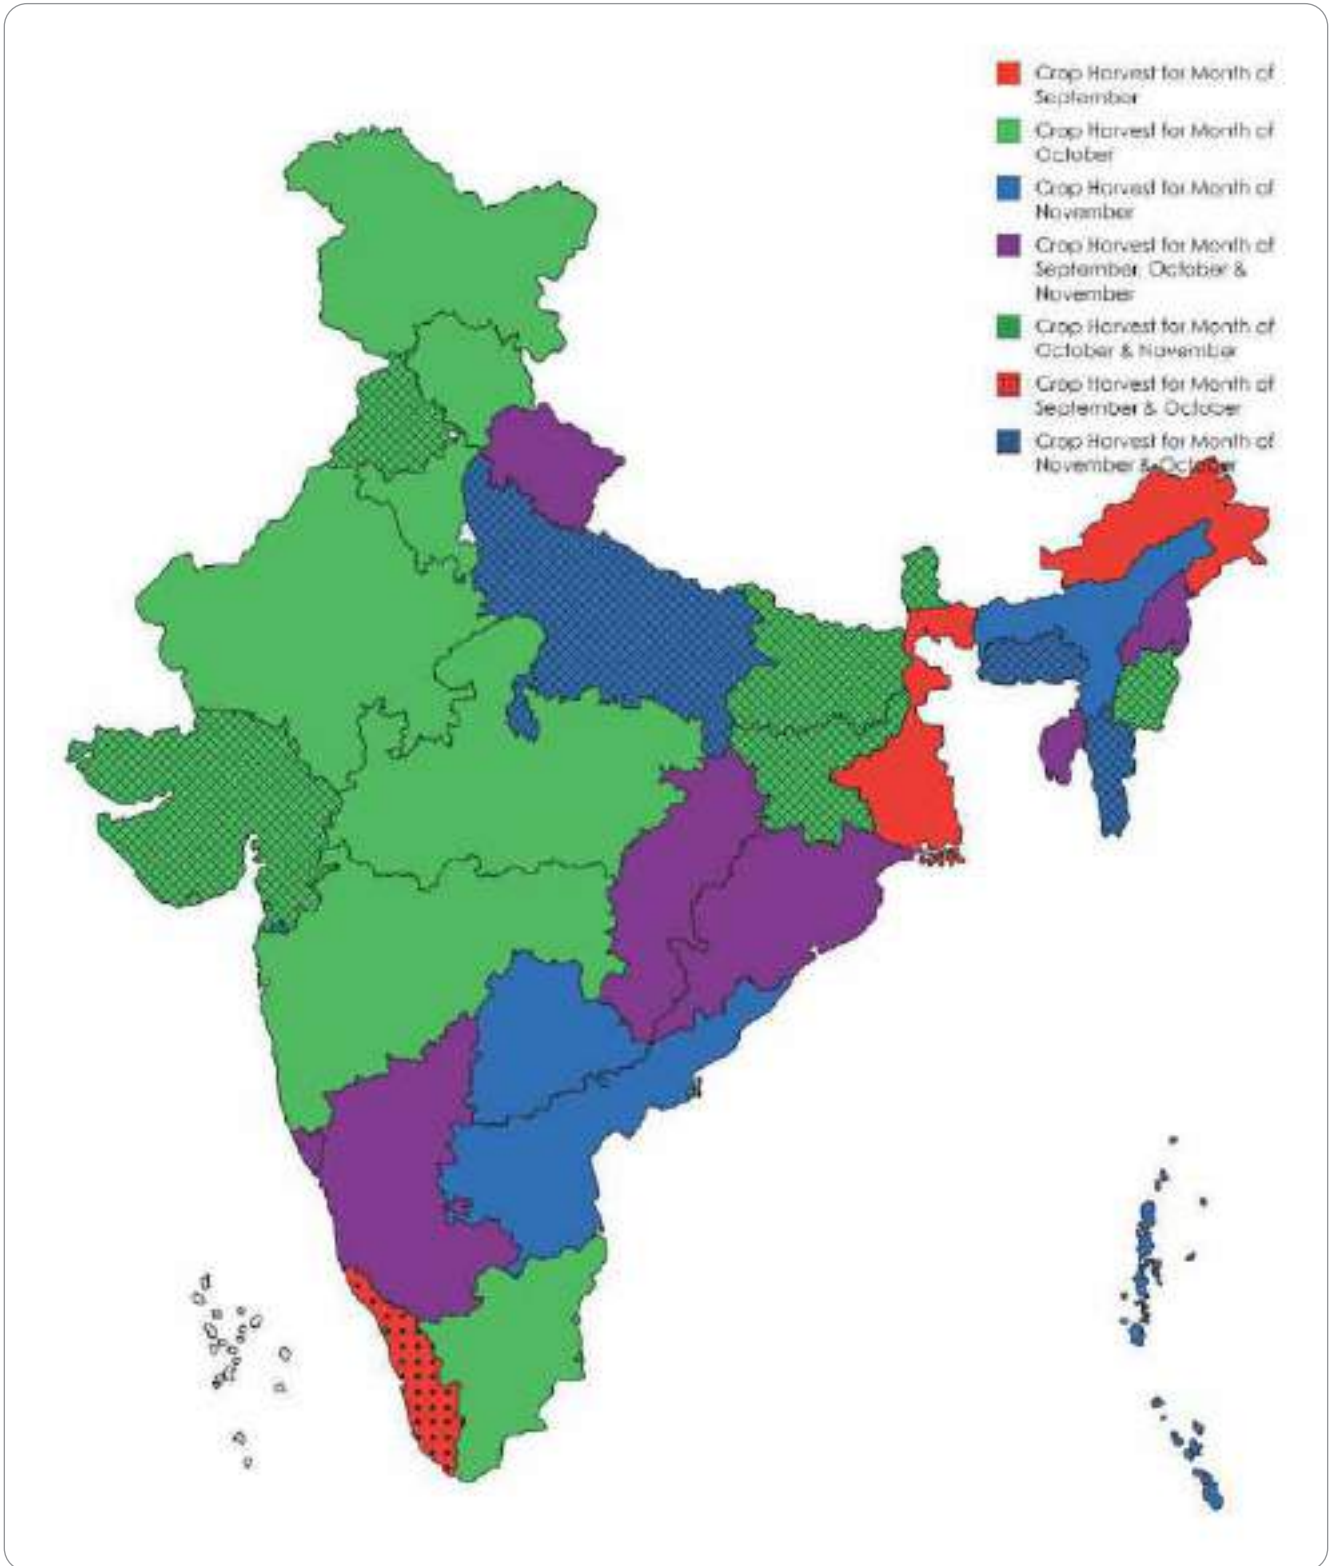 Crop Harvest for Month of
September
Crop Harvest for Month of
October
Crop Harvest for Month of
November
Crop Harvest for Month of
September, October &
November
Crop Harvest for Month of
October & November
Crop Harvest for Month of
September & October
Crop Harvest for Month of
November & October